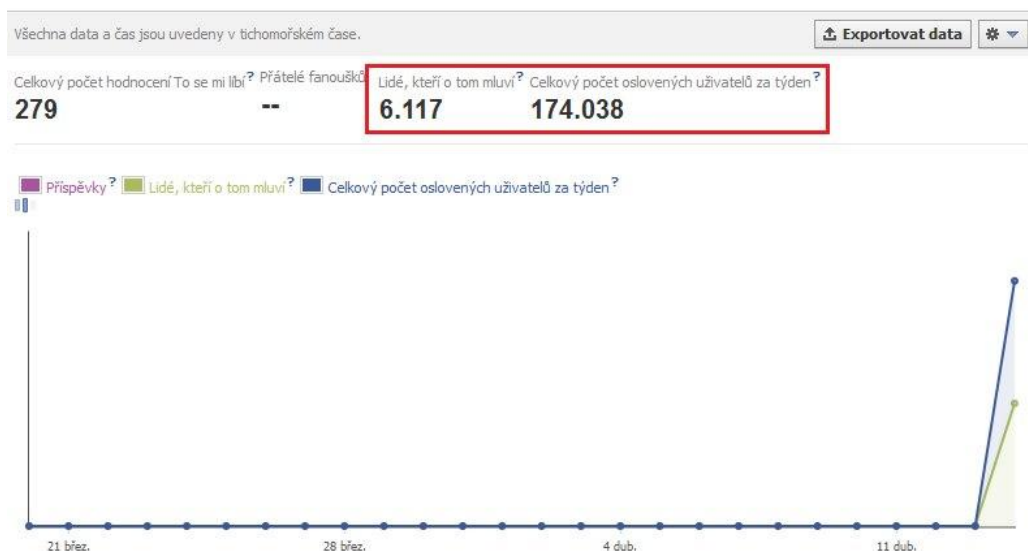 Všechna data a čas jsou uvedeny v tichomořském čase.
Exportovat data
Celkový počet hodnocení To se mi líbí? Přátelé fanoušků Lidé, kteří o tom mluví? Celkový počet oslovených uživatelů za týden?
279 -- 6.117 174.038
Příspěvky? Lidé, kteří o tom mluví? Celkový počet oslovených uživatelů za týden?
21 břez. 28 břez. 4 dub. 11 dub.